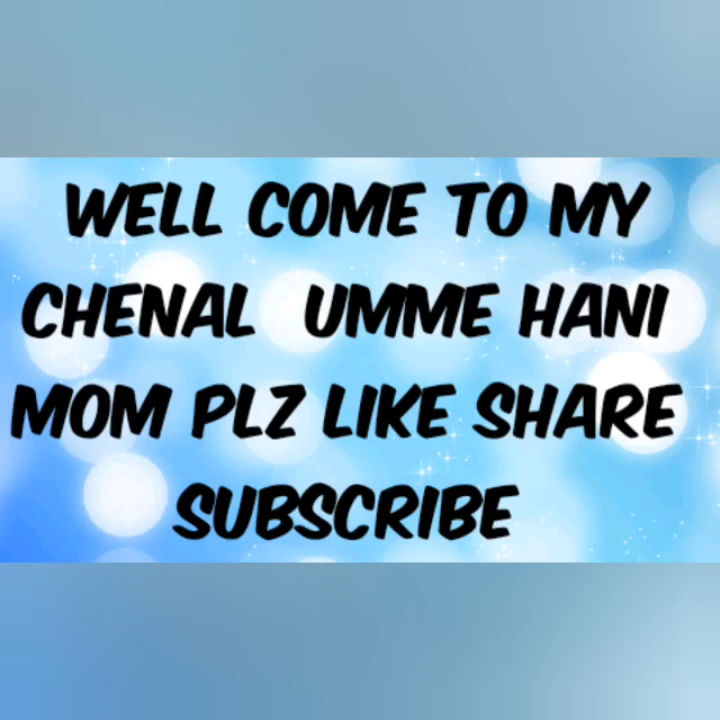 WELL COME TO MY
CHENAL UMME HANI
MOM PLZ LIKE SHARE
SUBSCRIBE